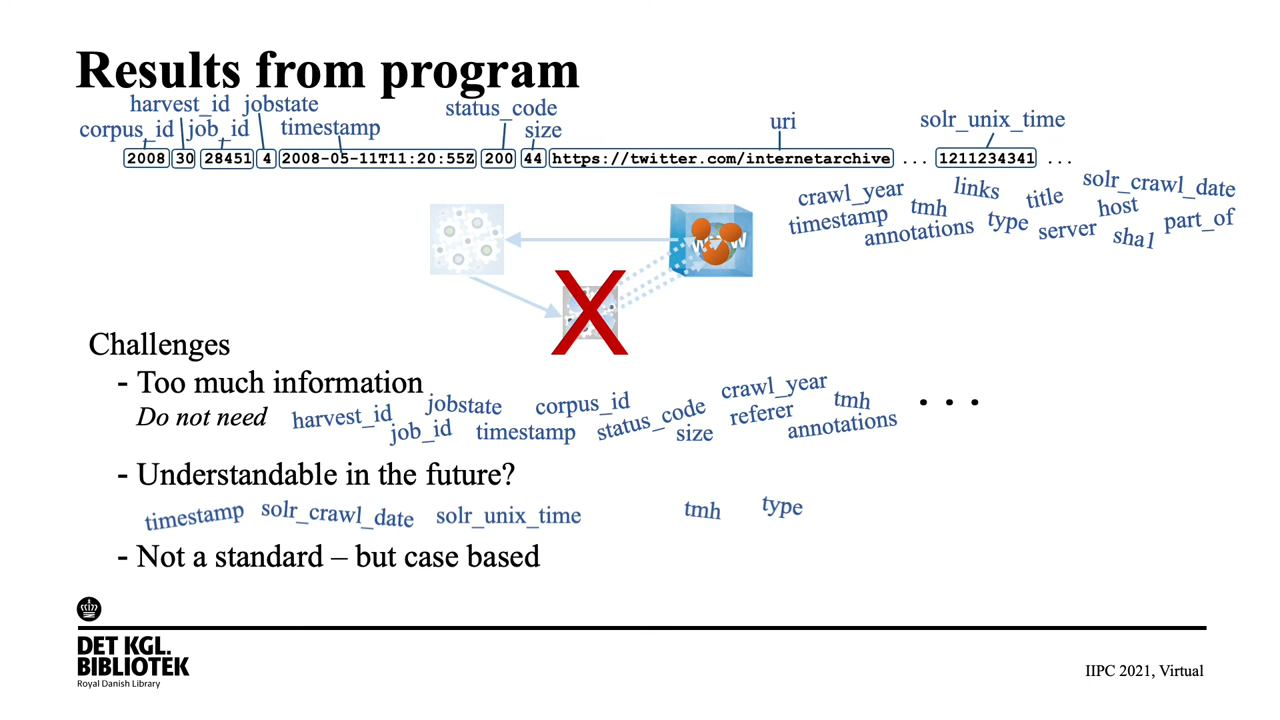 Results from program
harvest_id jobstate
corpus_id job_id timestamp status_code size uri solr_unix_time
2008 30 28451 4 2008-05-11T11:20:55Z 200 44 https://twitter.com/internetarchive ... 1211234341 ...
crawl_year links title solr_crawl_date
timestamp tmh type host part_of
annotations server sha1
W W
X
Challenges
- Too much information
Do not need harvest_id jobstate corpus_id status_code crawl_year tmh . . .
job_id timestamp size referer annotations
- Understandable in the future?
timestamp solr_crawl_date solr_unix_time tmh type
- Not a standard – but case based
DET KGL.
BIBLIOTEK
Royal Danish Library
IIPC 2021, Virtual